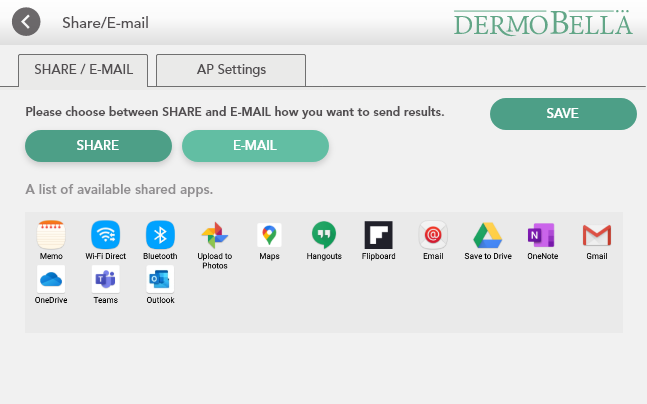 Share/E-mail
DERMOBELLA
SHARE / E-MAIL
AP Settings
Please choose between SHARE and E-MAIL how you want to send results.
SAVE
SHARE
E-MAIL
A list of available shared apps.
Memo
Wi-Fi Direct
Bluetooth
Upload to
Photos
Maps
Hangouts
Flipboard
Email
Save to Drive
N
OneNote
Gmail
OneDrive
Teams
Outlook